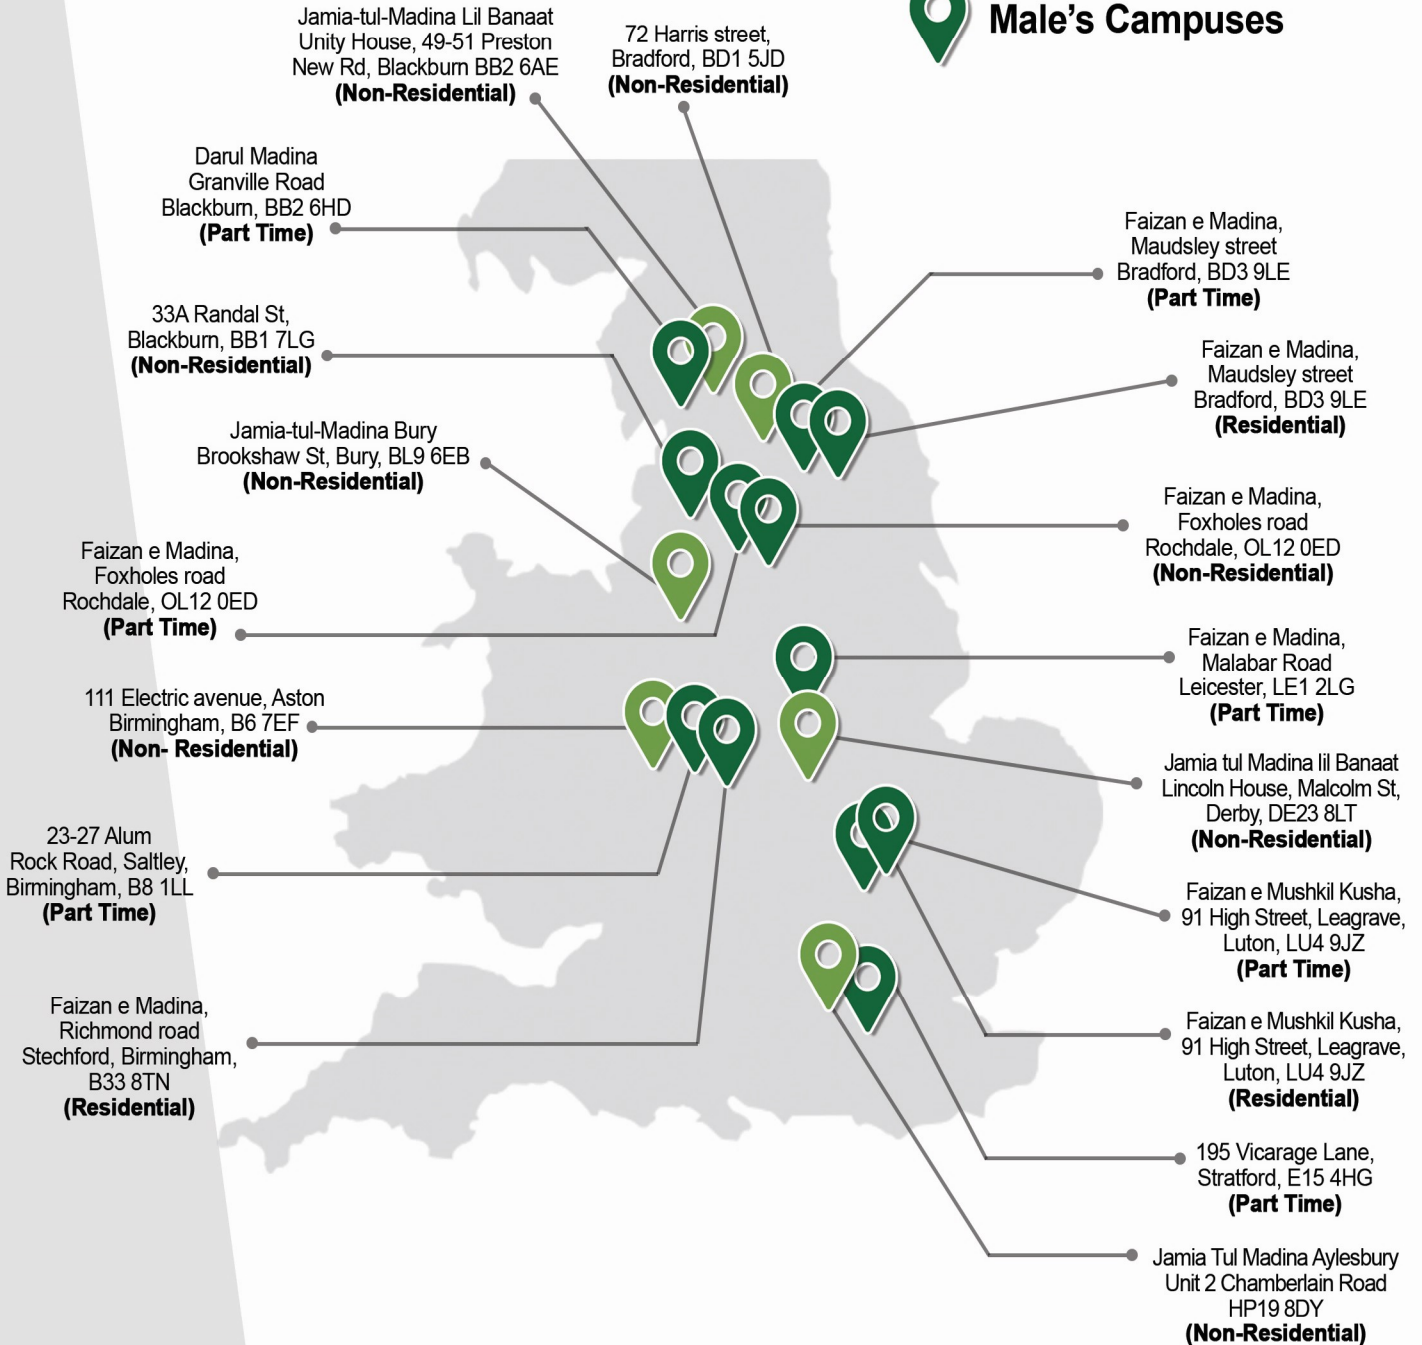 Male’s Campuses
Jamia-tul-Madina Lil Banaat
Unity House, 49-51 Preston
New Rd, Blackburn BB2 6AE
(Non-Residential)
72 Harris street,
Bradford, BD1 5JD
(Non-Residential)
Darul Madina
Granville Road
Blackburn, BB2 6HD
(Part Time)
33A Randal St,
Blackburn, BB1 7LG
(Non-Residential)
Jamia-tul-Madina Bury
Brookshaw St, Bury, BL9 6EB
(Non-Residential)
Faizan e Madina,
Foxholes road
Rochdale, OL12 0ED
(Part Time)
111 Electric avenue, Aston
Birmingham, B6 7EF
(Non- Residential)
23-27 Alum
Rock Road, Saltley,
Birmingham, B8 1LL
(Part Time)
Faizan e Madina,
Richmond road
Stechford, Birmingham,
B33 8TN
(Residential)
Faizan e Madina,
Maudsley street
Bradford, BD3 9LE
(Part Time)
Faizan e Madina,
Maudsley street
Bradford, BD3 9LE
(Residential)
Faizan e Madina,
Foxholes road
Rochdale, OL12 0ED
(Non-Residential)
Faizan e Madina,
Malabar Road
Leicester, LE1 2LG
(Part Time)
Jamia tul Madina lil Banaat
Lincoln House, Malcolm St,
Derby, DE23 8LT
(Non-Residential)
Faizan e Mushkil Kusha,
91 High Street, Leagrave,
Luton, LU4 9JZ
(Part Time)
Faizan e Mushkil Kusha,
91 High Street, Leagrave,
Luton, LU4 9JZ
(Residential)
195 Vicarage Lane,
Stratford, E15 4HG
(Part Time)
Jamia Tul Madina Aylesbury
Unit 2 Chamberlain Road
HP19 8DY
(Non-Residential)